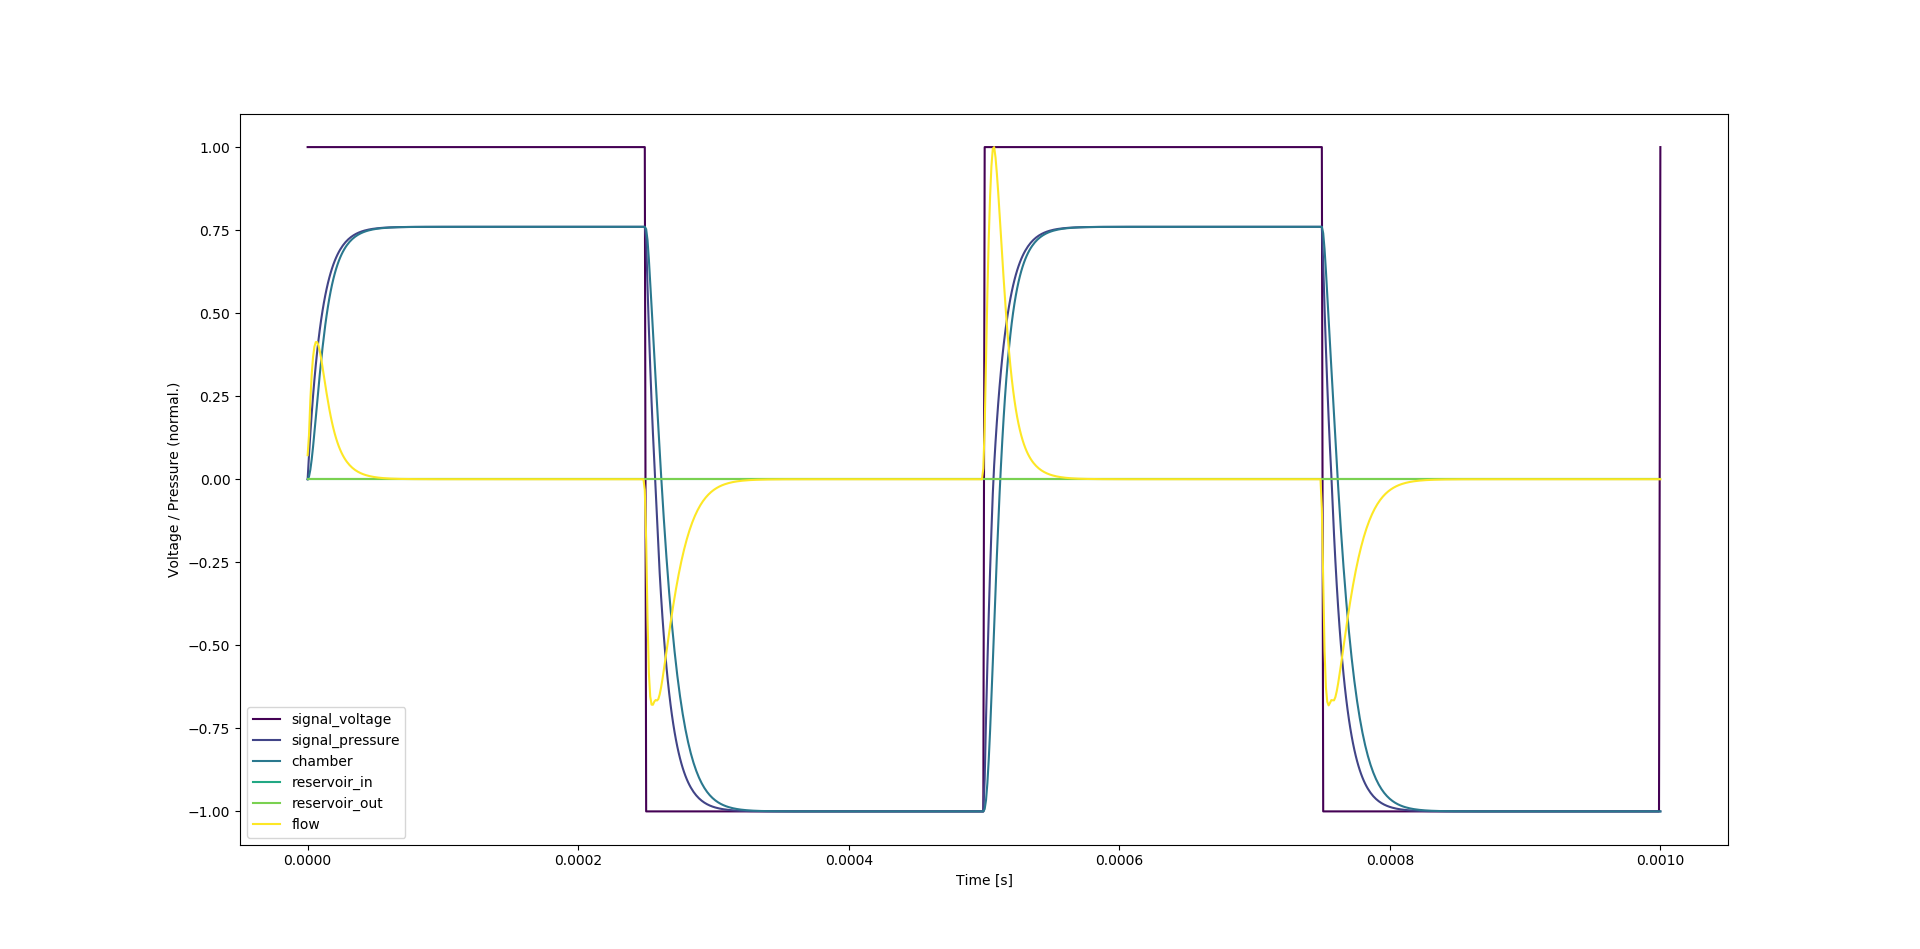 1.00
0.75
0.50
0.25
0.00
−0.25
−0.50
−0.75
−1.00
Voltage / Pressure (normal.)
signal_voltage
signal_pressure
chamber
reservoir_in
reservoir_out
flow
0.0000 0.0002 0.0004 0.0006 0.0008 0.0010
Time [s]